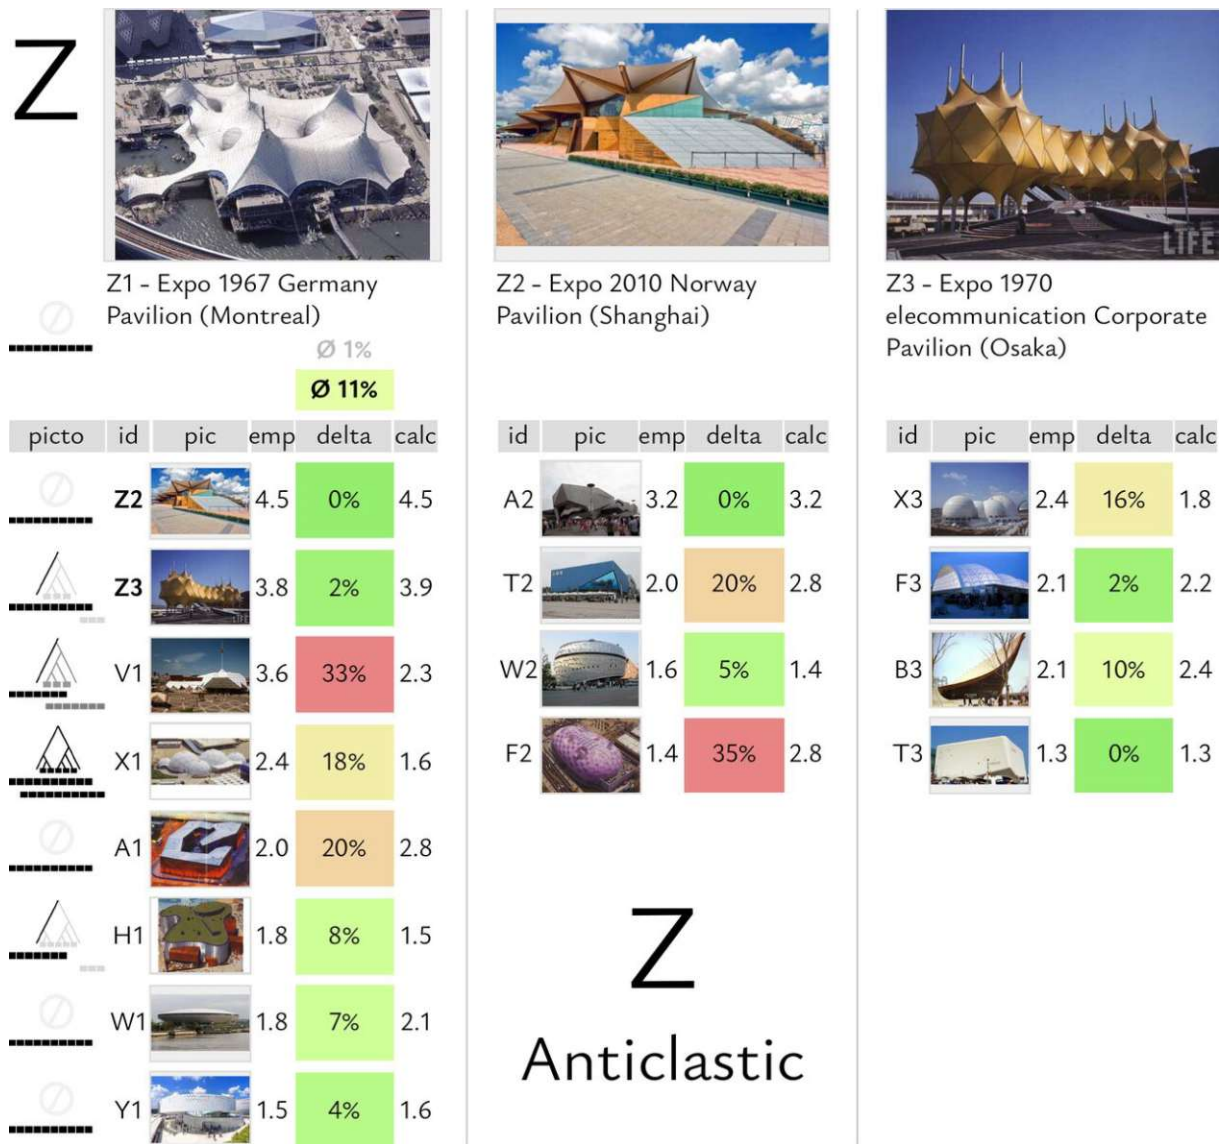 Z
Z1 - Expo 1967 Germany
Pavilion (Montreal)
Ø 1%
Ø 11%
picto id pic emp delta calc
Z2 4.5 0% 4.5
Z3 3.8 2% 3.9
V1 3.6 33% 2.3
X1 2.4 18% 1.6
A1 2.0 20% 2.8
H1 1.8 8% 1.5
W1 1.8 7% 2.1
Y1 1.5 4% 1.6
Z2 - Expo 2010 Norway
Pavilion (Shanghai)
id pic emp delta calc
A2 3.2 0% 3.2
T2 2.0 20% 2.8
W2 1.6 5% 1.4
F2 1.4 35% 2.8
Z
Anticlastic
LIFE
Z3 - Expo 1970
elecommunication Corporate
Pavilion (Osaka)
id pic emp delta calc
X3 2.4 16% 1.8
F3 2.1 2% 2.2
B3 2.1 10% 2.4
T3 1.3 0% 1.3